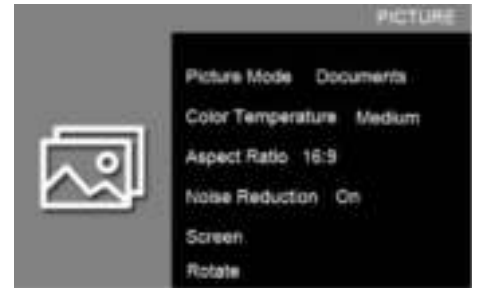 PICTURE
Picture Mode Documents
Color Temperature Medium
Aspect Ratio 16:9
Noise Reduction On
Screen
Rotate